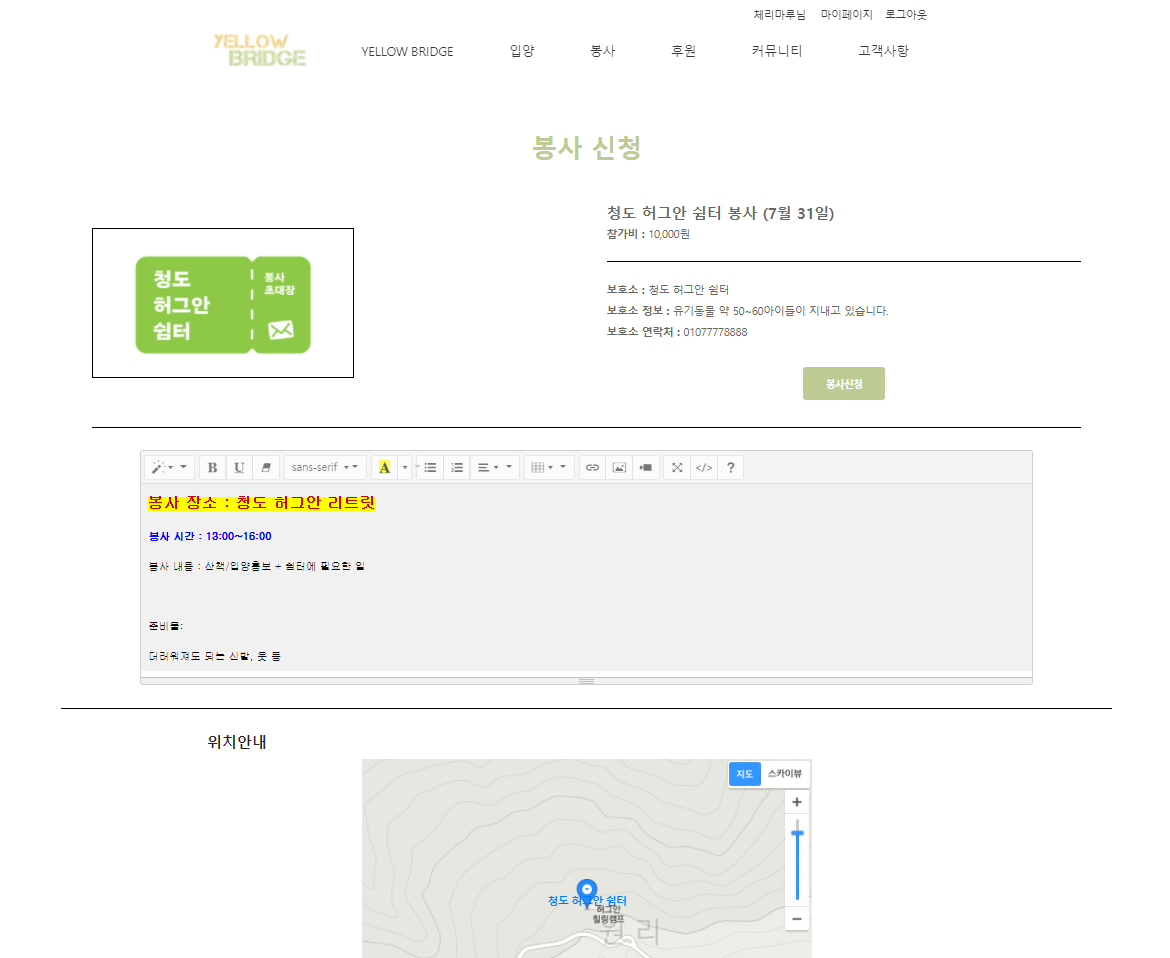 체리마루님 마이페이지 로그아웃
YELLOW BRIDGE
YELLOW BRIDGE 입양 봉사 후원 커뮤니티 고객사항
봉사 신청
청도 허그안 쉼터 봉사 (7월 31일)
참가비 : 10,000원
청도
허그안
쉼터
봉사
초대장
보호소 : 청도 허그안 쉼터
보호소 정보 : 유기동물 약 50~60아이들이 지내고 있습니다.
보호소 연락처 : 01077778888
봉사신청
B U sans-serif A </> ?
봉사 장소 : 청도 허그안 리트릿
봉사 시간 : 13:00~16:00
봉사 내용 : 산책/입양홍보 + 쉼터에 필요한 일
준비물:
더러워져도 되는 신발, 옷 등
위치안내
지도 스카이뷰
청도 허그안 쉼터
허그안
힐링캠프
원리